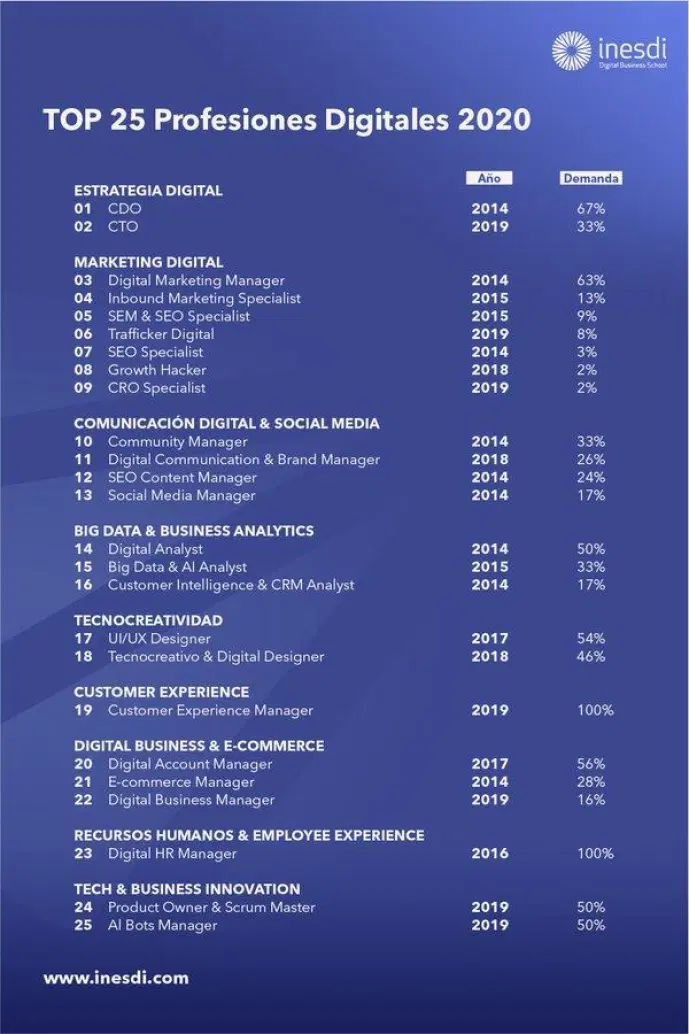 inesdi
Digital Business School
TOP 25 Profesiones Digitales 2020
Año Demanda
ESTRATEGIA DIGITAL
01 CDO 2014 67%
02 CTO 2019 33%
MARKETING DIGITAL
03 Digital Marketing Manager 2014 63%
04 Inbound Marketing Specialist 2015 13%
05 SEM & SEO Specialist 2015 9%
06 Trafficker Digital 2019 8%
07 SEO Specialist 2014 3%
08 Growth Hacker 2018 2%
09 CRO Specialist 2019 2%
COMUNICACIÓN DIGITAL & SOCIAL MEDIA
10 Community Manager 2014 33%
11 Digital Communication & Brand Manager 2018 26%
12 SEO Content Manager 2014 24%
13 Social Media Manager 2014 17%
BIG DATA & BUSINESS ANALYTICS
14 Digital Analyst 2014 50%
15 Big Data & AI Analyst 2015 33%
16 Customer Intelligence & CRM Analyst 2014 17%
TECNOCREATIVIDAD
17 UI/UX Designer 2017 54%
18 Tecnocreativo & Digital Designer 2018 46%
CUSTOMER EXPERIENCE
19 Customer Experience Manager 2019 100%
DIGITAL BUSINESS & E-COMMERCE
20 Digital Account Manager 2017 56%
21 E-commerce Manager 2014 28%
22 Digital Business Manager 2019 16%
RECURSOS HUMANOS & EMPLOYEE EXPERIENCE
23 Digital HR Manager 2016 100%
TECH & BUSINESS INNOVATION
24 Product Owner & Scrum Master 2019 50%
25 AI Bots Manager 2019 50%
www.inesdi.com